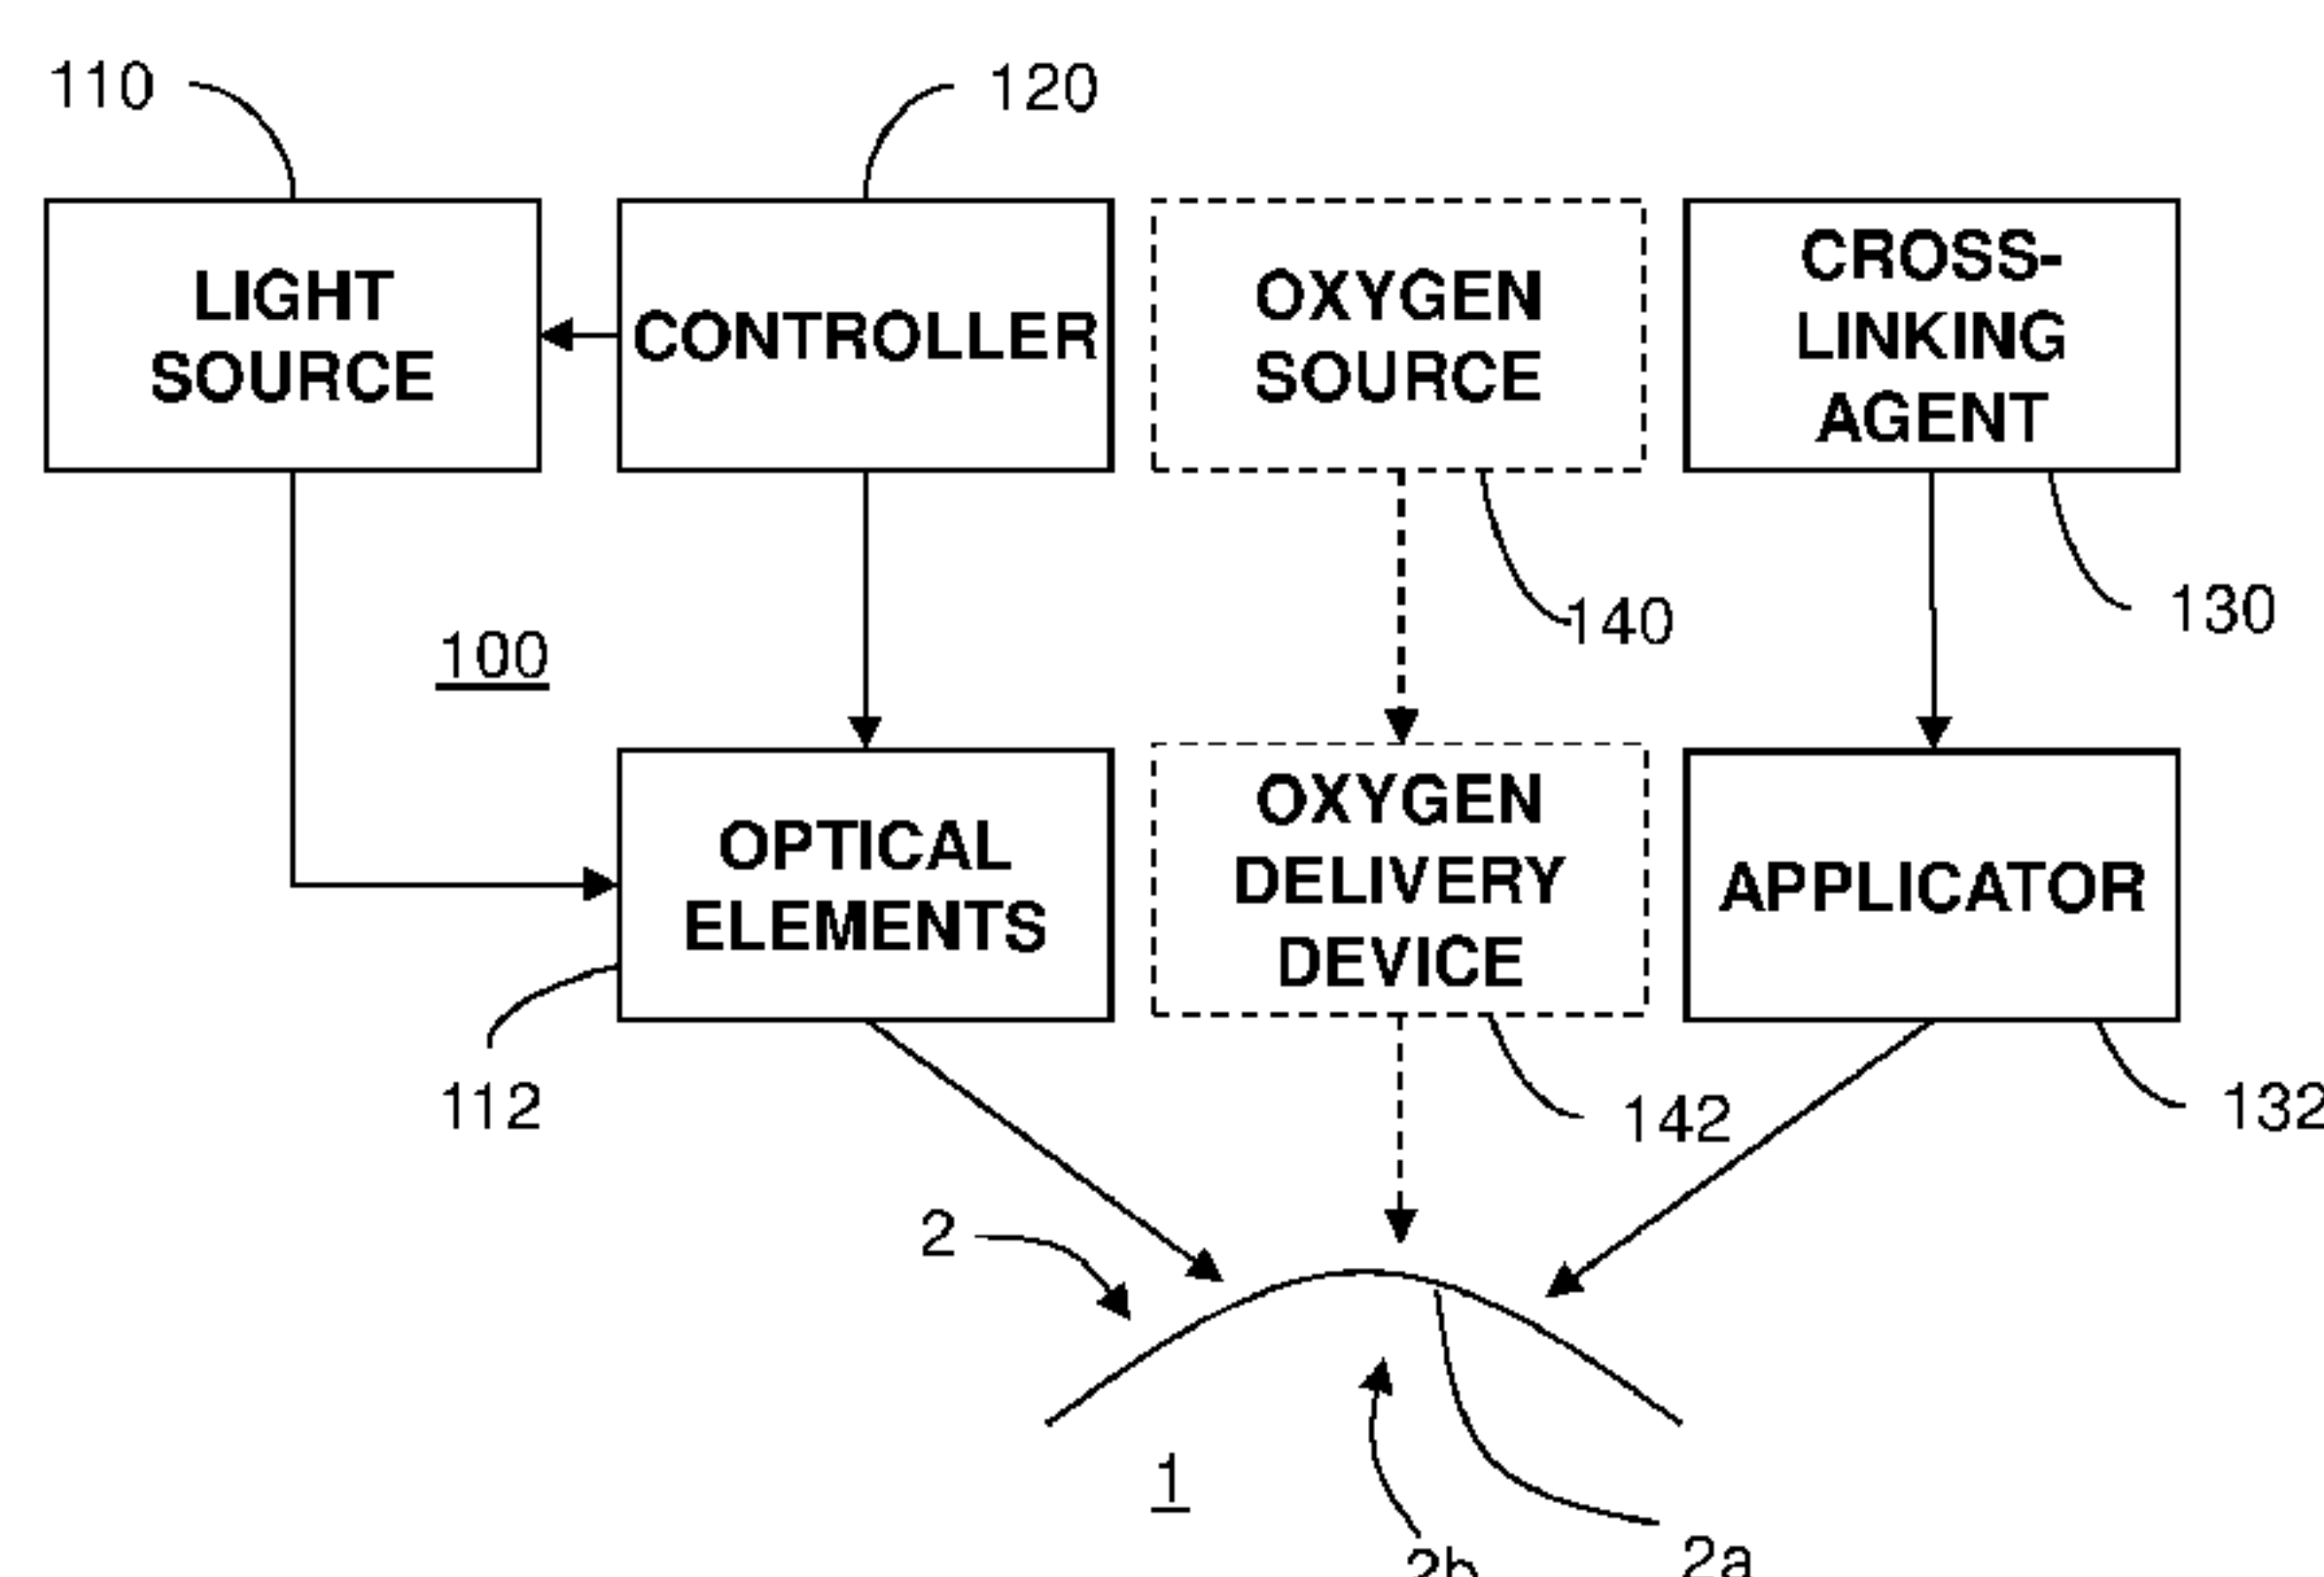 110
120
LIGHT
SOURCE
CONTROLLER
OXYGEN
SOURCE
CROSS-
LINKING
AGENT
140
130
100
OPTICAL
ELEMENTS
OXYGEN
DELIVERY
DEVICE
APPLICATOR
112
142
132
2
1
2b
2a